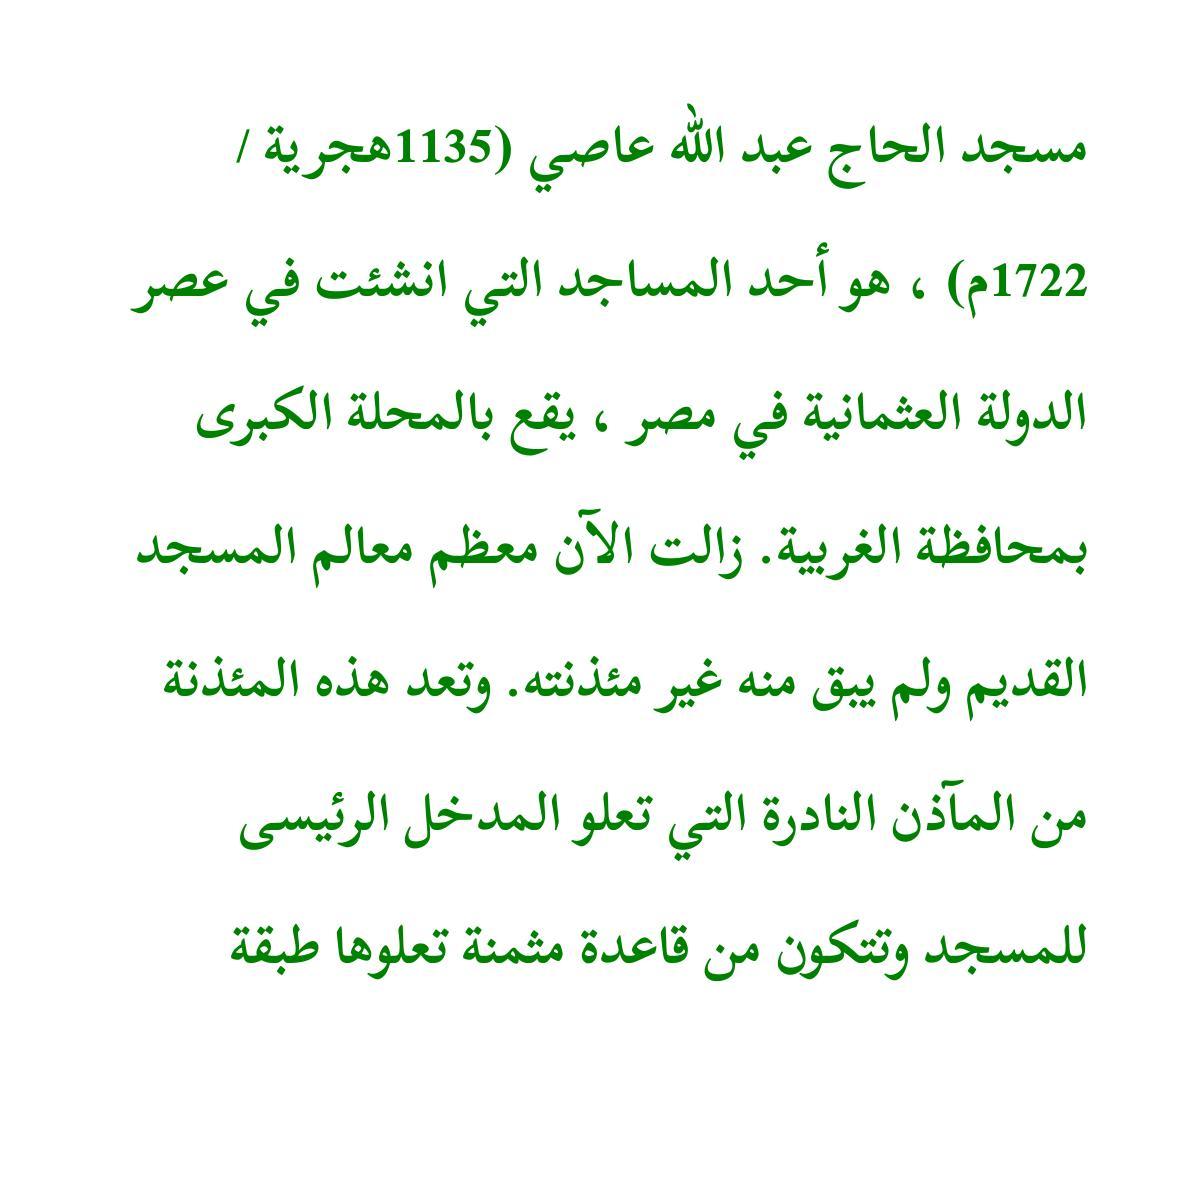 مسجد الحاج عبد الله عاصي (1135هجرية /
1722م) ، هو أحد المساجد التي انشئت في عصر
الدولة العثمانية في مصر ، يقع بالمحلة الكبرى
بمحافظة الغربية. زالت الآن معظم معالم المسجد
القديم ولم يبق منه غير مئذنته. وتعد هذه المئذنة
من المآذن النادرة التي تعلو المدخل الرئيسى
للمسجد وتتكون من قاعدة مثمنة تعلوها طبقة